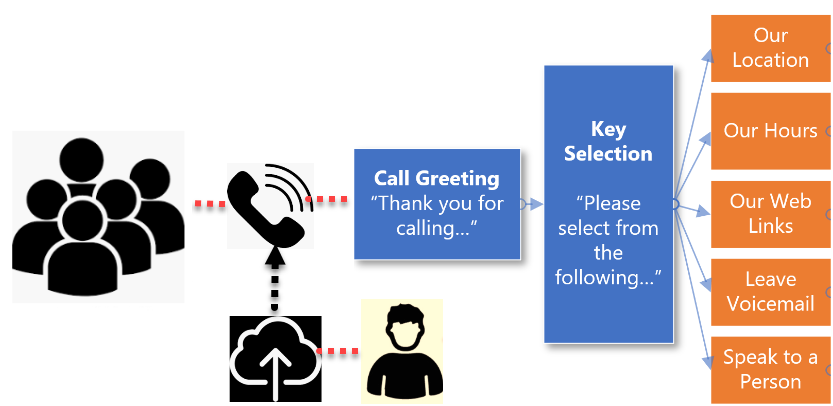 Call Greeting
“Thank you for
calling...”
Key
Selection
“Please
select from
the
following...”
Our
Location
Our Hours
Our Web
Links
Leave
Voicemail
Speak to a
Person